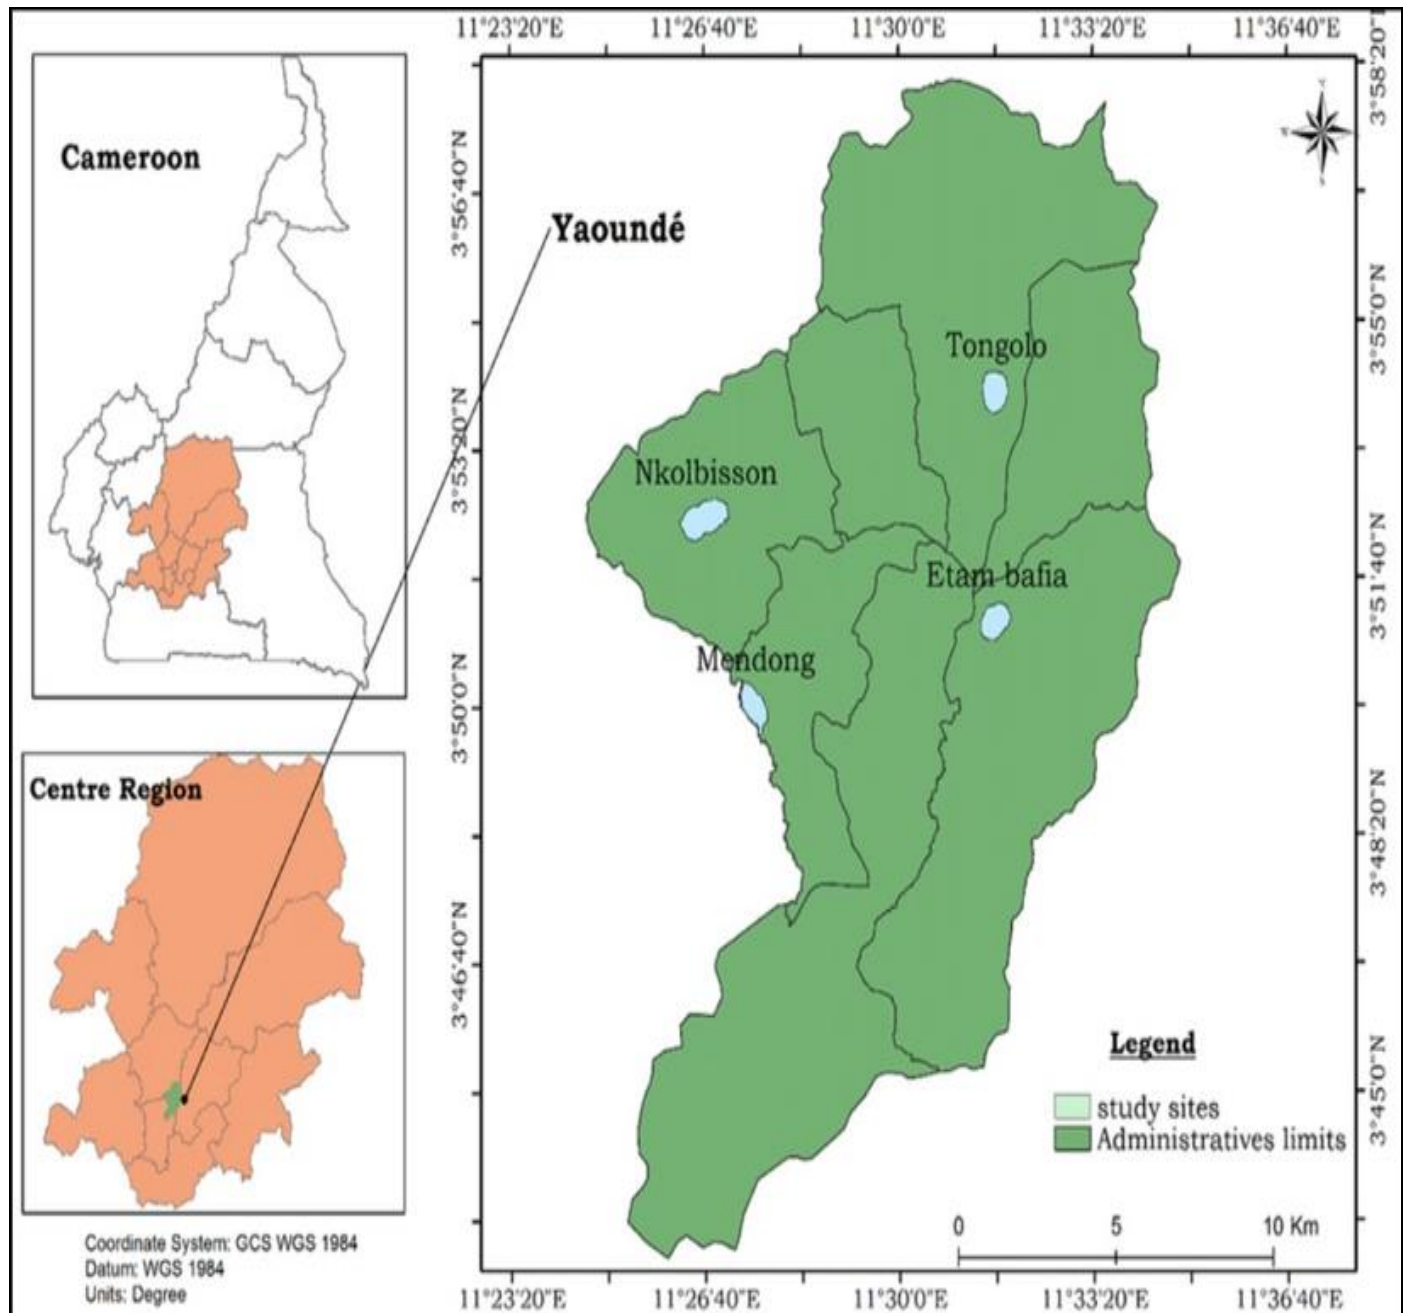 11°23'20"E 11°26'40"E 11°30'0"E 11°33'20"E 11°36'40"E
Cameroon
Yaoundé
3°56'40"N
3°53'20"N
3°50'0"N
3°46'40"N
3°58'20"
3°55'0"N
3°51'40"N
3°48'20"N
3°45'0"N
Tongolo
Nkolbisson
Etam bafia
Mendong
Centre Region
Legend
study sites
Administratives limits
0 5 10 Km
Coordinate System: GCS WGS 1984
Datum: WGS 1984
Units: Degree
11°23'20"E 11°26'40"E 11°30'0"E 11°33'20"E 11°36'40"E